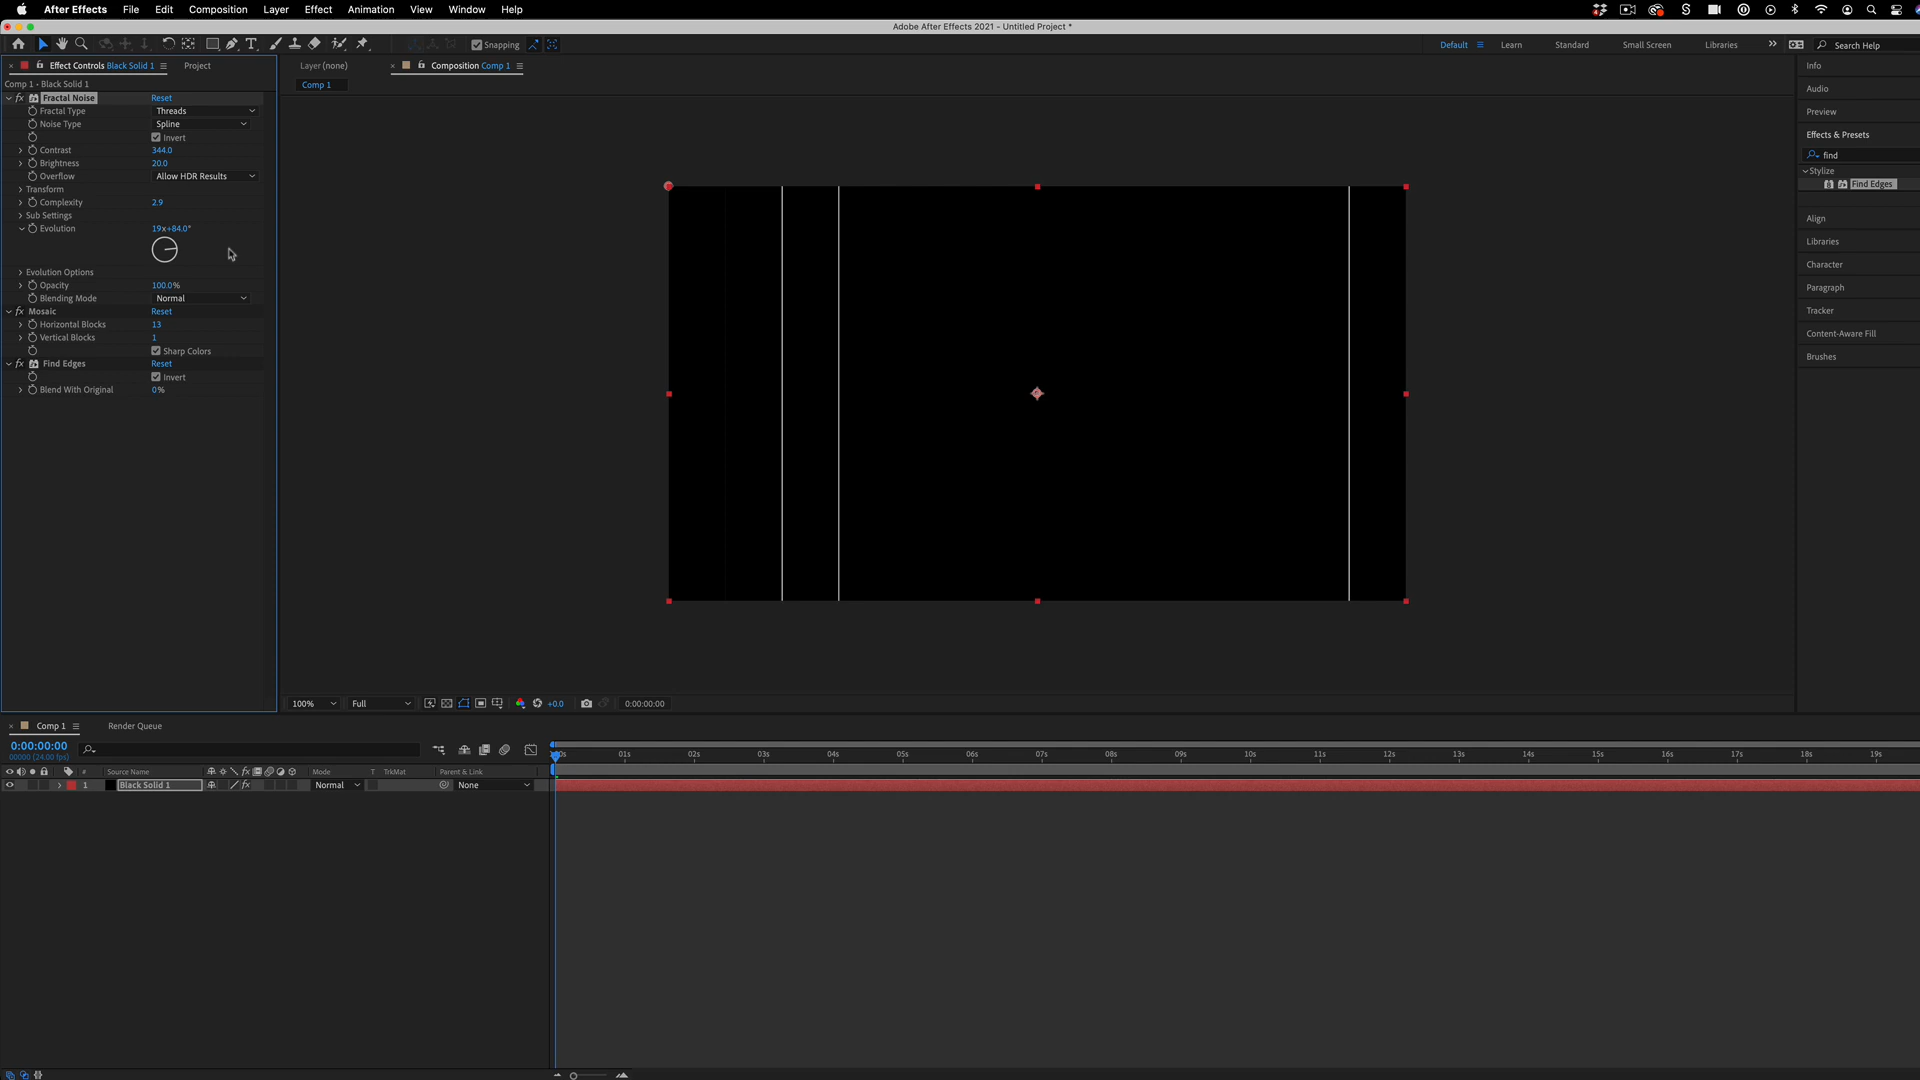 After Effects File Edit Composition Layer Effect Animation View Window Help
Adobe After Effects 2021 - Untitled Project *
Snapping Default Learn Standard Small Screen Libraries Search Help
Effect Controls Black Solid 1 Project Layer (none) Composition Comp 1 Info
Comp 1 • Black Solid 1 Comp 1 Audio
fx Fractal Noise Reset
Fractal Type Threads Preview
Noise Type Spline
Invert Effects & Presets
Contrast 344.0 find
Brightness 20.0 Stylize
Overflow Allow HDR Results Find Edges
Transform
Complexity 2.9
Sub Settings Align
Evolution 19x+84.0° Libraries
Character
Evolution Options Paragraph
Opacity 100.0%
Blending Mode Normal Tracker
fx Mosaic Reset
Horizontal Blocks 13 Content-Aware Fill
Vertical Blocks 1
Sharp Colors Brushes
fx Find Edges Reset
Invert
Blend With Original 0%
100% Full +0.0 0:00:00:00
Comp 1 Render Queue
0:00:00:00
00000 (24.00 fps)
01s 02s 03s 04s 05s 06s 07s 08s 09s 10s 11s 12s 13s 14s 15s 16s 17s 18s 19s
# Source Name fx Mode T TrkMat Parent & Link
1 Black Solid 1 fx Normal None